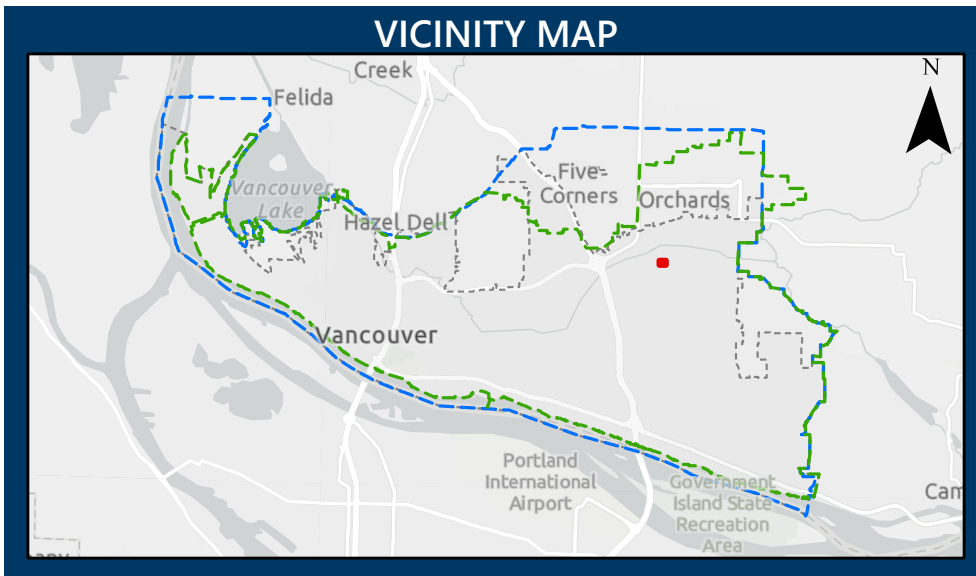 VICINITY MAP
N
Creek
Felida
Five
Corners
Vancouver
Lake
Orchards
Hazel Dell
Vancouver
Portland
International
Airport
Government
Island State
Recreation
Area
Cam